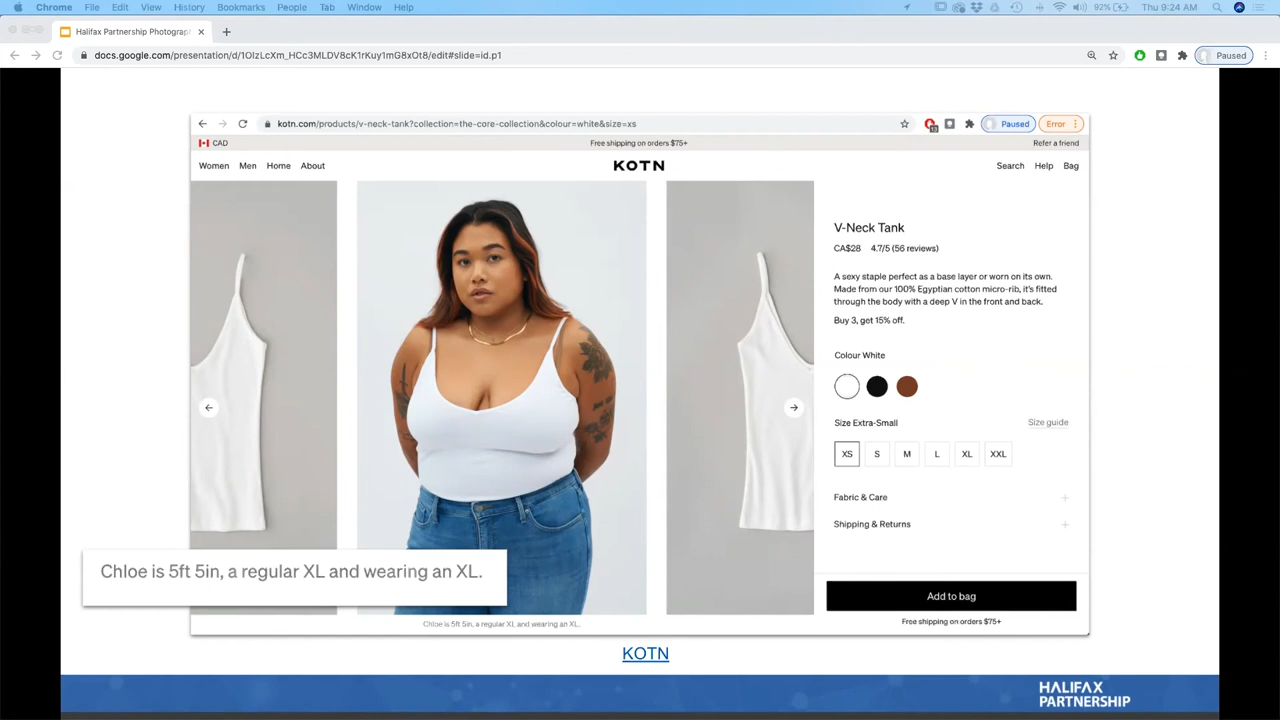 Chrome File Edit View History Bookmarks People Tab Window Help 92% Thu 9:24 AM
Halifax Partnership Photograp
docs.google.com/presentation/d/1OIzLcXm_HCc3MLDV8cK1rKuy1mG8xOt8/edit#slide=id.p1 Paused
kotn.com/products/v-neck-tank?collection=the-core-collection&colour=white&size=xs Paused Error
CAD Free shipping on orders $75+ Refer a friend
Women Men Home About KOTN Search Help Bag
V-Neck Tank
CA$28 4.7/5 (56 reviews)
A sexy staple perfect as a base layer or worn on its own.
Made from our 100% Egyptian cotton micro-rib, it's fitted
through the body with a deep V in the front and back.
Buy 3, get 15% off.
Colour White
Size Extra-Small Size guide
XS S M L XL XXL
Fabric & Care
Shipping & Returns
Chloe is 5ft 5in, a regular XL and wearing an XL.
Add to bag
Chloe is 5ft 5in, a regular XL and wearing an XL.
Free shipping on orders $75+
KOTN
HALIFAX
PARTNERSHIP